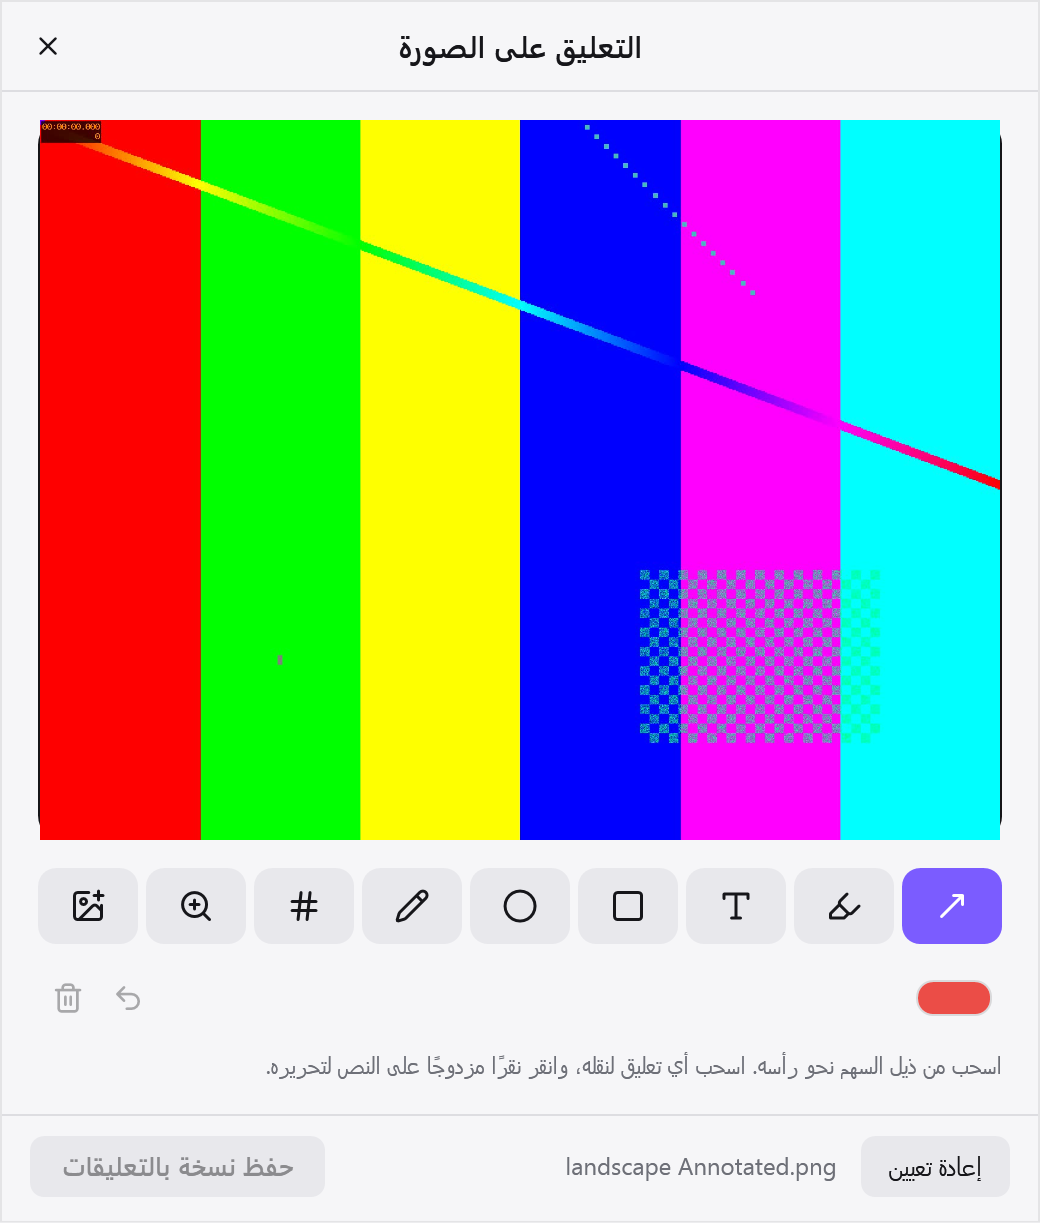 التعليق على الصورة
00:00:00.000
0
اسحب من ذيل السهم نحو رأسه. اسحب أي تعليق لنقله، وانقر نقرًا مزدوجًا على النص لتحريره.
إعادة تعيين
landscape Annotated.png
حفظ نسخة بالتعليقات